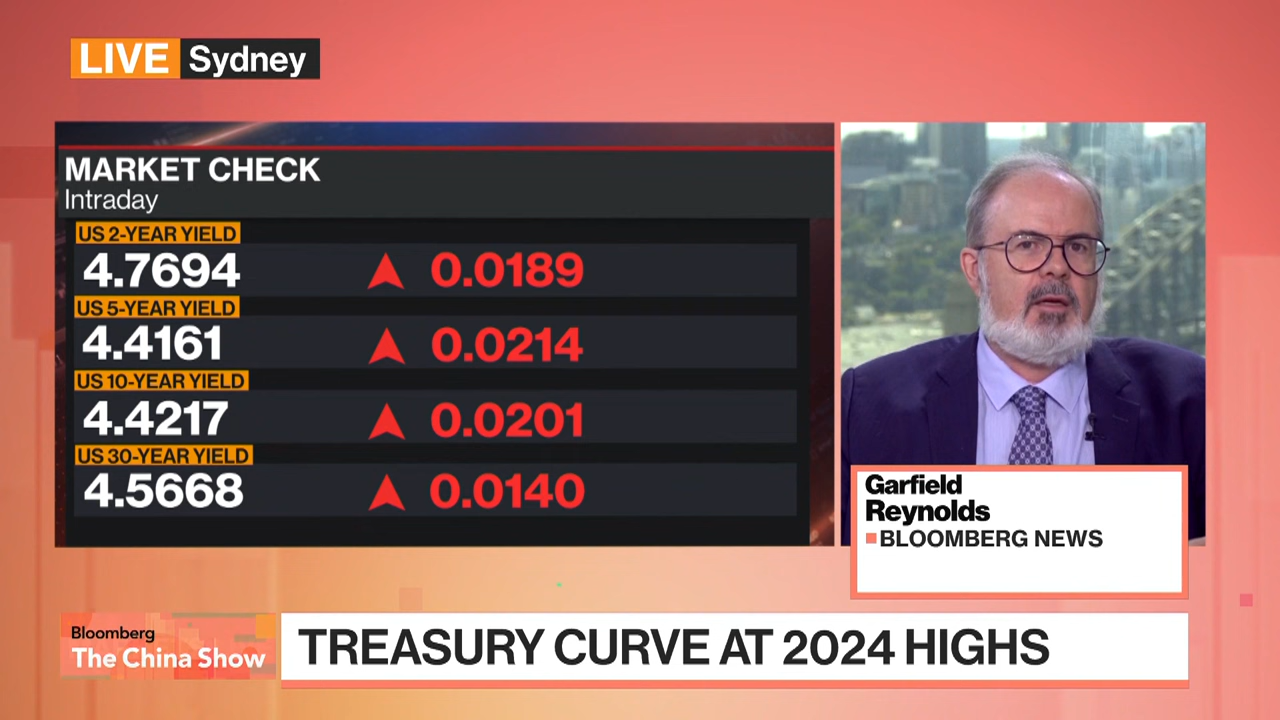 LIVE Sydney
MARKET CHECK
Intraday
US 2-YEAR YIELD
4.7694 ▲ 0.0189
US 5-YEAR YIELD
4.4161 ▲ 0.0214
US 10-YEAR YIELD
4.4217 ▲ 0.0201
US 30-YEAR YIELD
4.5668 ▲ 0.0140
Garfield
Reynolds
BLOOMBERG NEWS
Bloomberg
The China Show
TREASURY CURVE AT 2024 HIGHS